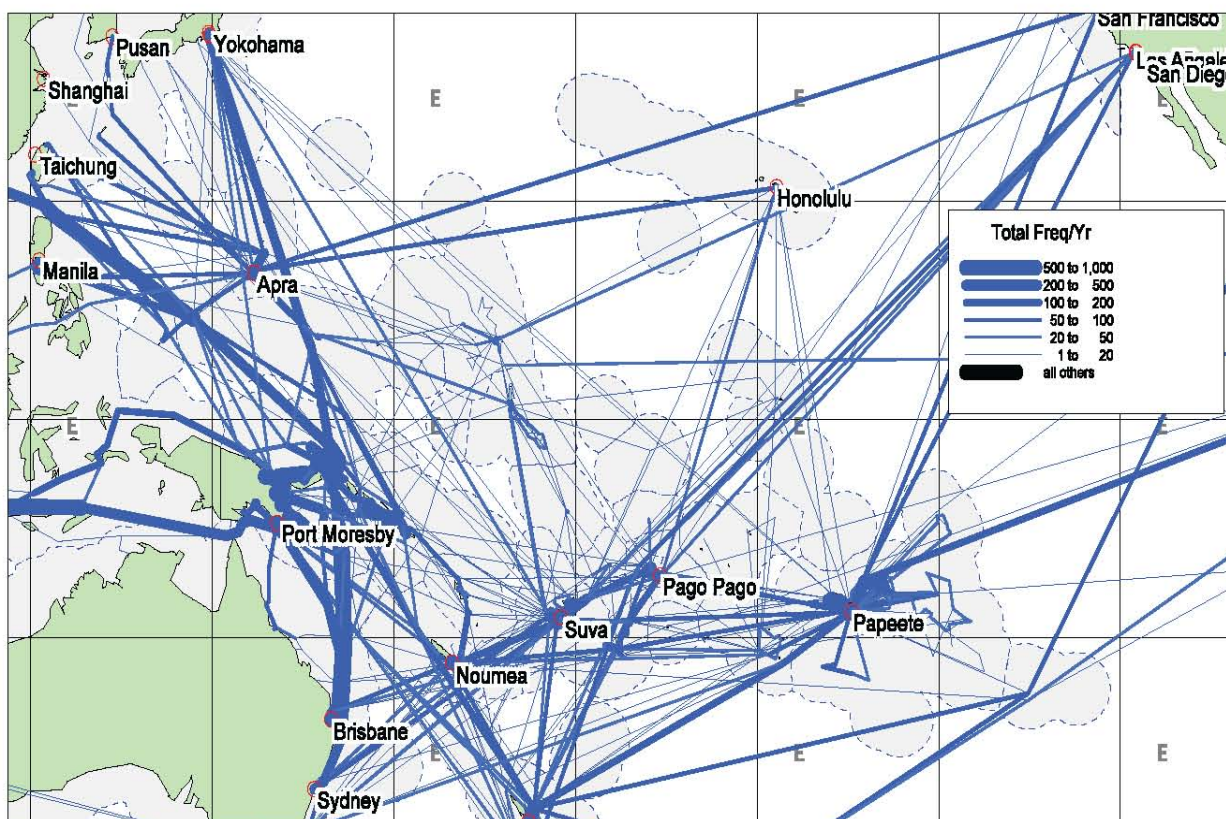 San Francisco
Pusan
Yokohama
Los Angeles
San Diego
Shanghai
E
E
E
E
Taichung
Honolulu
Total Freq/Yr
Manila
Apra
500 to 1,000
200 to 500
100 to 200
50 to 100
20 to 50
1 to 20
all others
E
E
E
Port Moresby
Pago Pago
Suva
Papeete
Noumea
Brisbane
E
E
E
Sydney